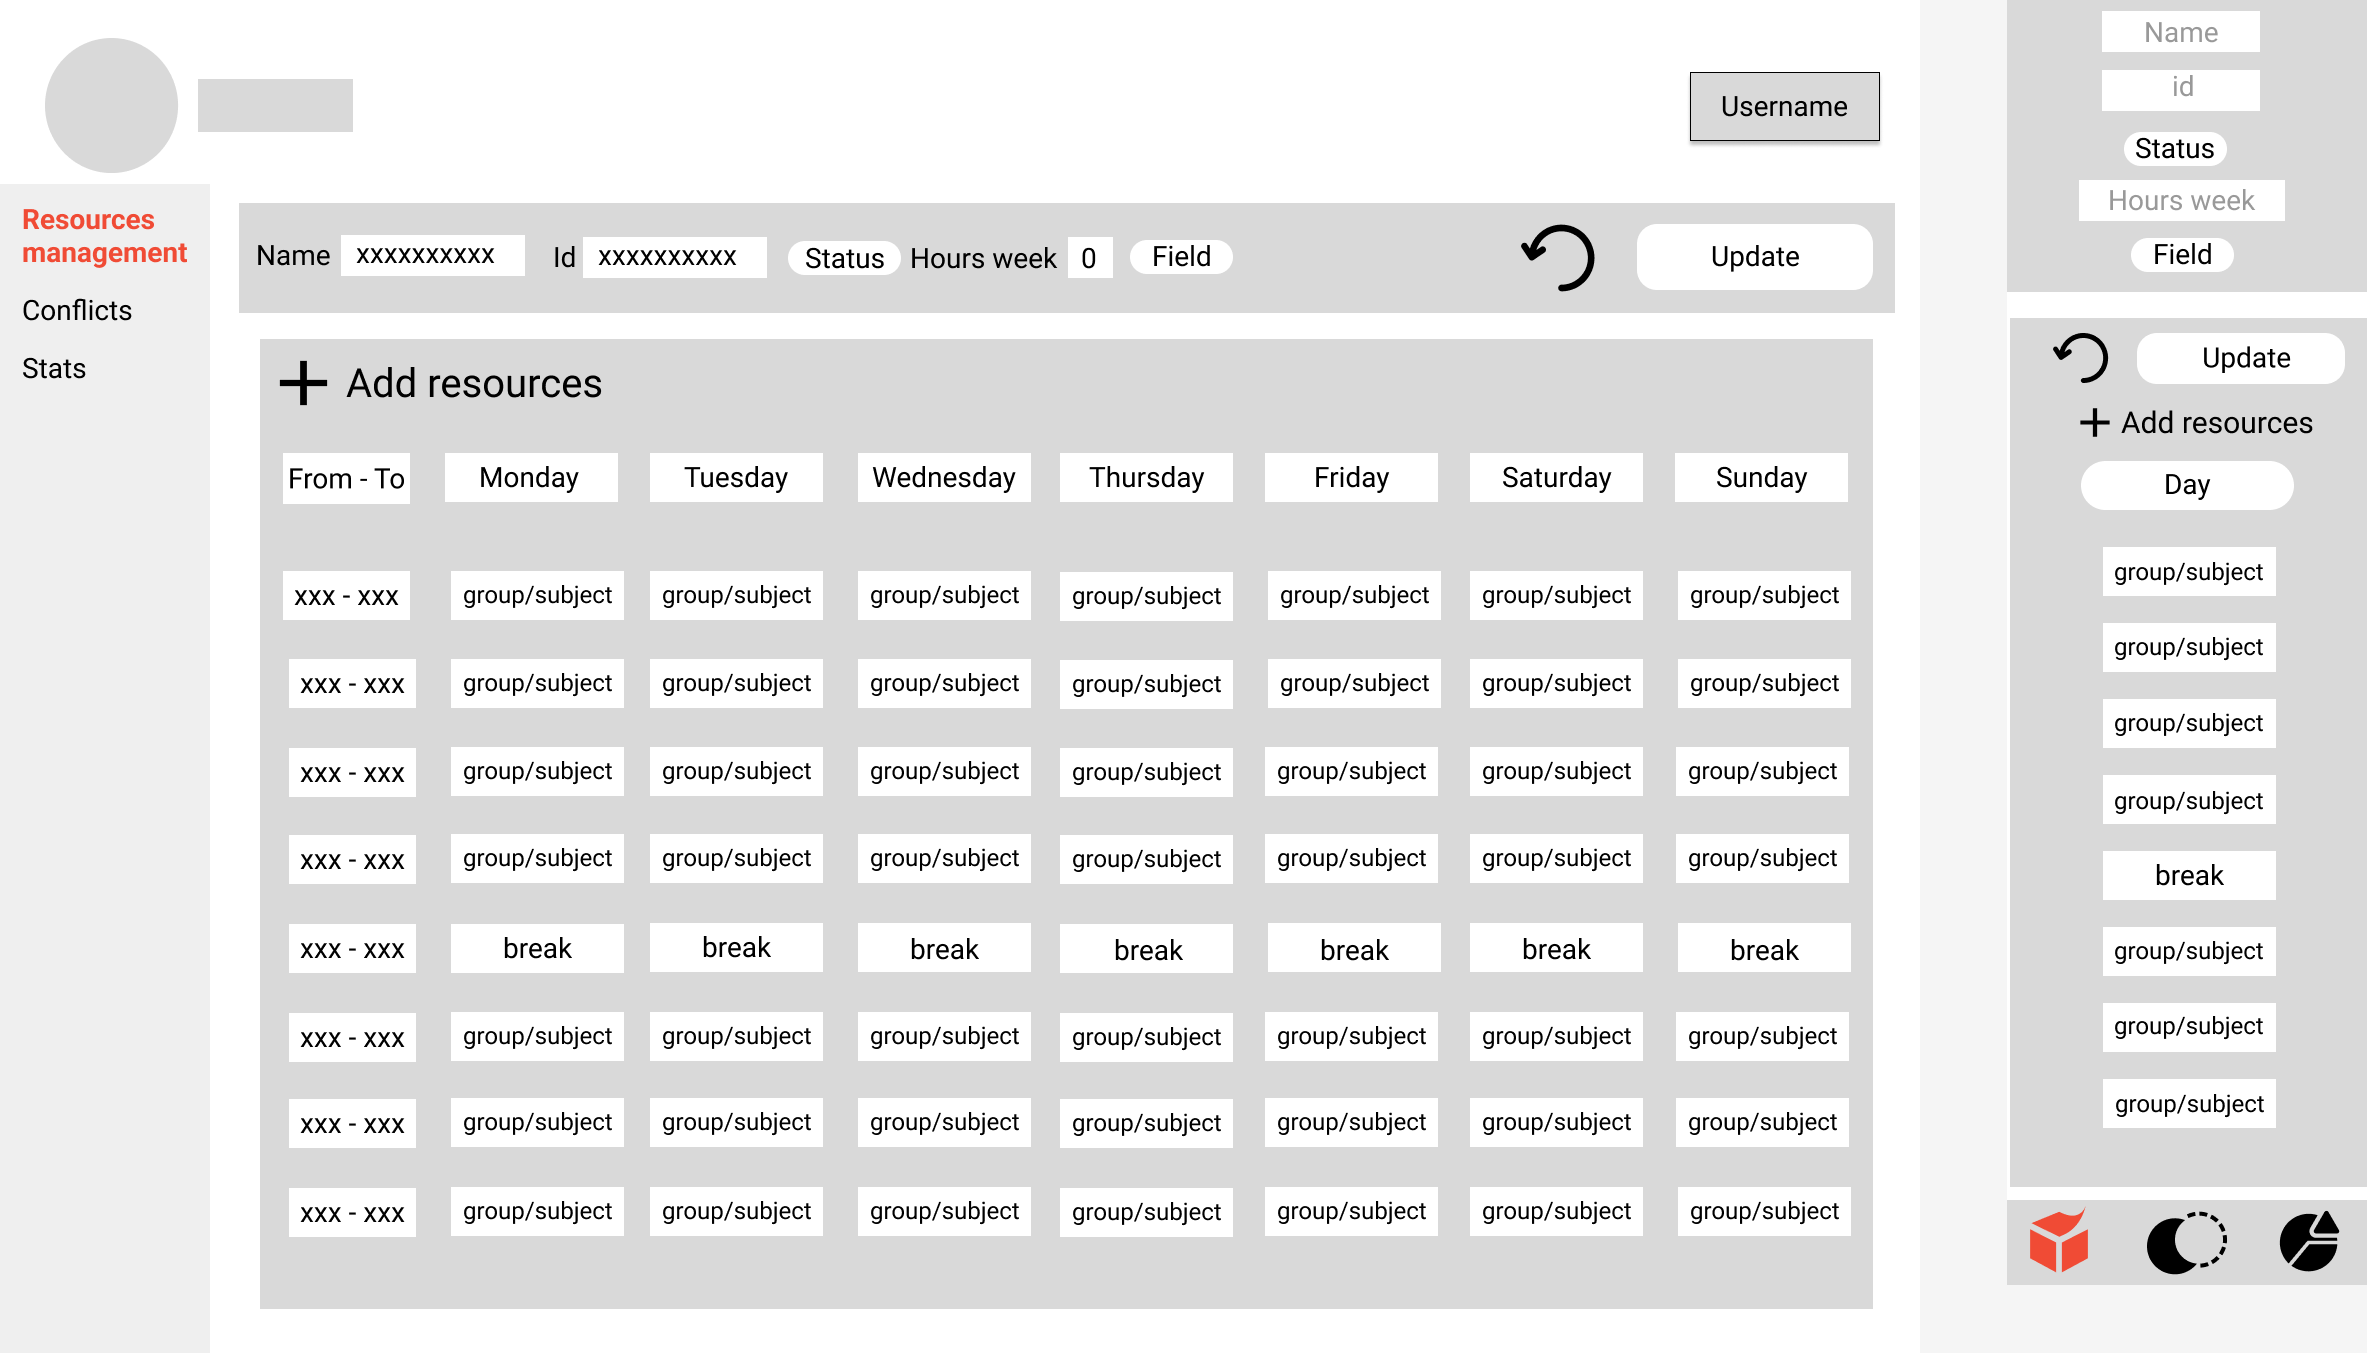 Username
Resources
management
Conflicts
Stats
Name xxxxxxxxxx Id xxxxxxxxxx Status Hours week 0 Field Update
Add resources
From - To Monday Tuesday Wednesday Thursday Friday Saturday Sunday
xxx - xxx group/subject group/subject group/subject group/subject group/subject group/subject group/subject
xxx - xxx group/subject group/subject group/subject group/subject group/subject group/subject group/subject
xxx - xxx group/subject group/subject group/subject group/subject group/subject group/subject group/subject
xxx - xxx group/subject group/subject group/subject group/subject group/subject group/subject group/subject
xxx - xxx break break break break break break break
xxx - xxx group/subject group/subject group/subject group/subject group/subject group/subject group/subject
xxx - xxx group/subject group/subject group/subject group/subject group/subject group/subject group/subject
xxx - xxx group/subject group/subject group/subject group/subject group/subject group/subject group/subject
Name
id
Status
Hours week
Field
Update
Add resources
Day
group/subject
group/subject
group/subject
group/subject
break
group/subject
group/subject
group/subject